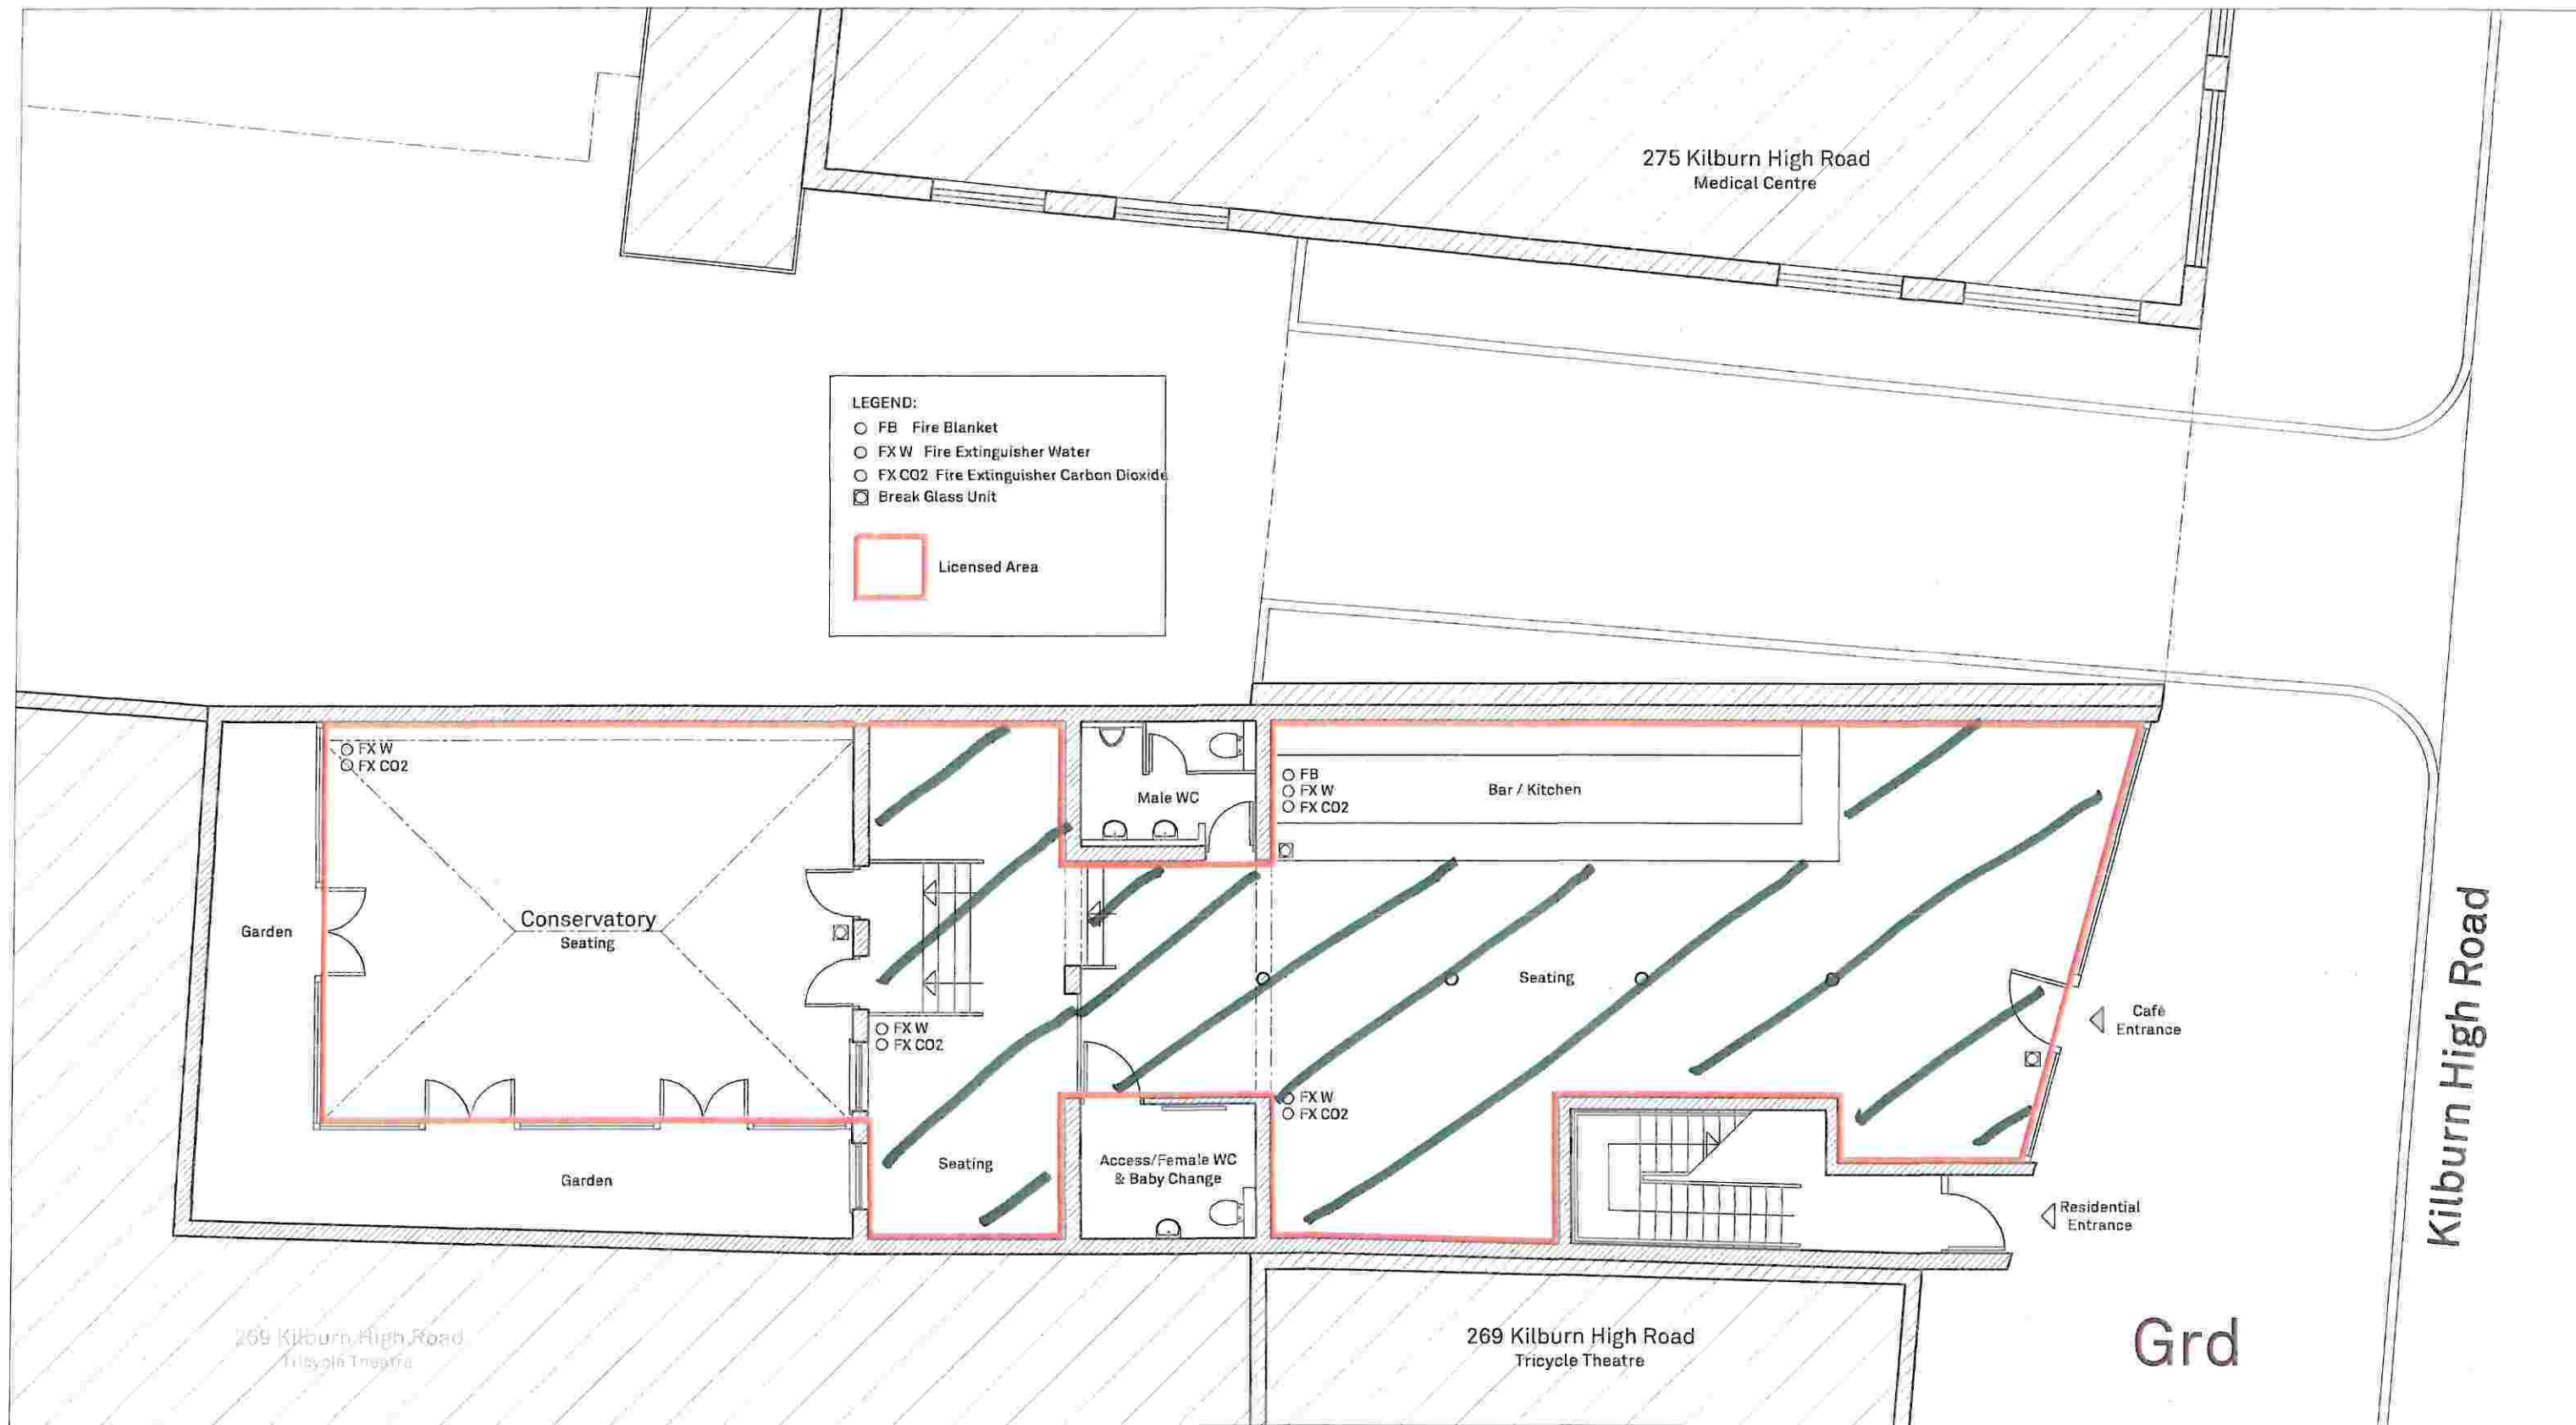 275 Kilburn High Road
Medical Centre
LEGEND:
FB Fire Blanket
FX W Fire Extinguisher Water
FX CO2 Fire Extinguisher Carbon Dioxide
Break Glass Unit
Licensed Area
FX W
FX CO2
Male WC
FB
FX W
FX CO2
Bar / Kitchen
Garden
Conservatory
Seating
Seating
FX W
FX CO2
Café
Entrance
Kilburn High Road
FX W
FX CO2
Garden
Seating
Access/Female WC
& Baby Change
Residential
Entrance
269 Kilburn High Road
Tricycle Theatre
269 Kilburn High Road
Tricycle Theatre
Grd